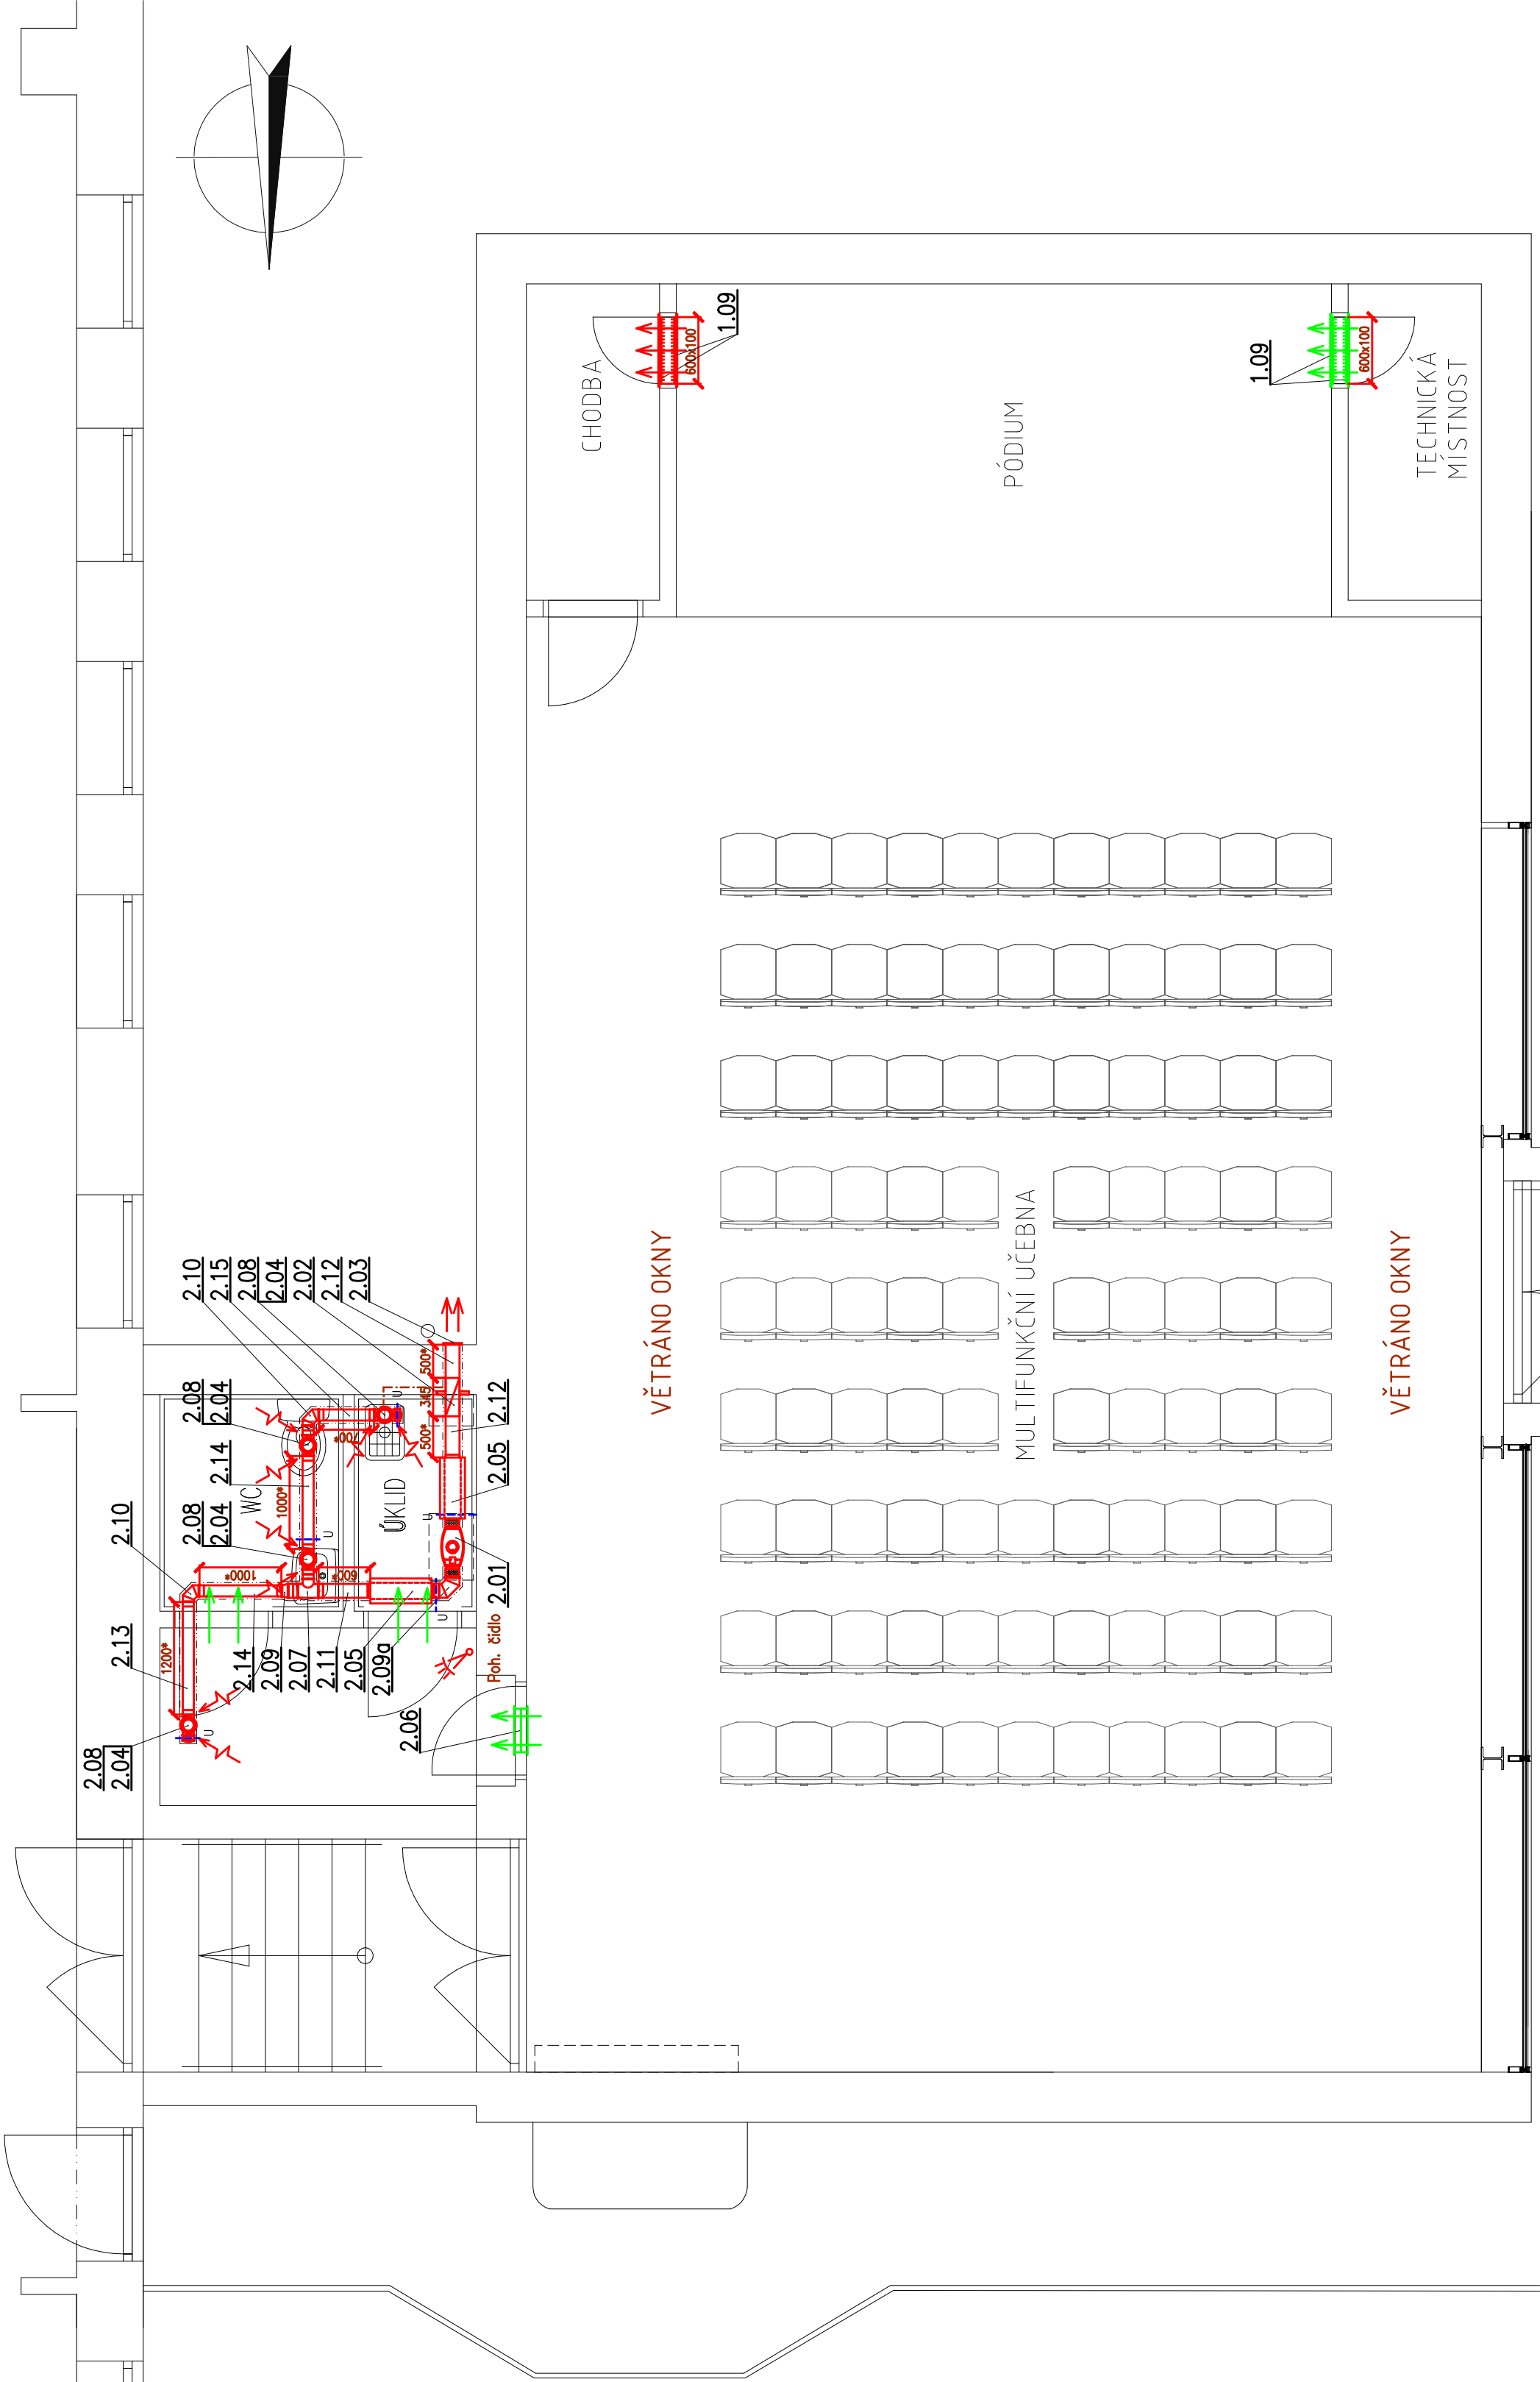 1.09
600x100
CHODBA
1.09
600x100
TECHNICKÁ
MÍSTNOST
PÓDIUM
VĚTRÁNO OKNY
MULTIFUNKČNÍ UČEBNA
VĚTRÁNO OKNY
2.10
2.15
2.08
2.04
2.02
2.12
2.03
500*
345
500*
2.08
2.04
2.14
WC
1000*
700*
U
ÚKLID
U
2.12
2.05
2.10
2.08
2.04
U
1000*
600*
2.01
U
Poh. čidlo
2.13
1200*
2.14
2.09
2.07
2.11
2.05
2.09a
2.06
U
2.08
2.04